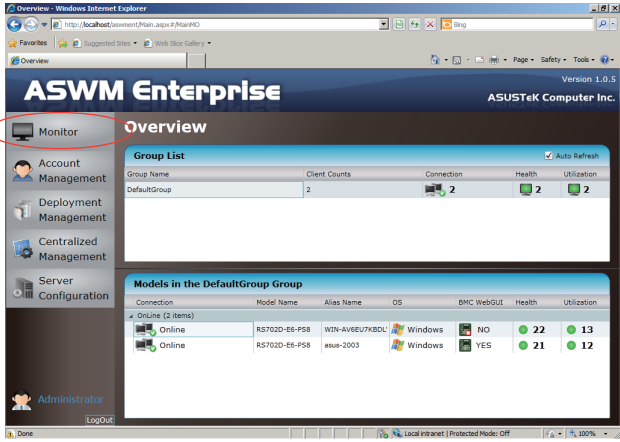 Overview - Windows Internet Explorer
http://localhost/aswment/Main.aspx#/MainMO
Bing
Favorites Suggested Sites Web Slice Gallery
Overview
Page Safety Tools
ASWM Enterprise
Version 1.0.5
ASUSTeK Computer Inc.
Monitor
Account Management
Deployment Management
Centralized Management
Server Configuration
Administrator
LogOut
Overview
Group List Auto Refresh
Group Name Client Counts Connection Health Utilization
DefaultGroup 2 2 2 2
Models in the DefaultGroup Group
Connection Model Name Alias Name OS BMC WebGUI Health Utilization
OnLine (2 items)
Online RS702D-E6-PS8 WIN-AV6EU7KBDL' Windows NO 22 13
Online RS702D-E6-PS8 asus-2003 Windows YES 21 12
Done Local intranet | Protected Mode: Off 100%